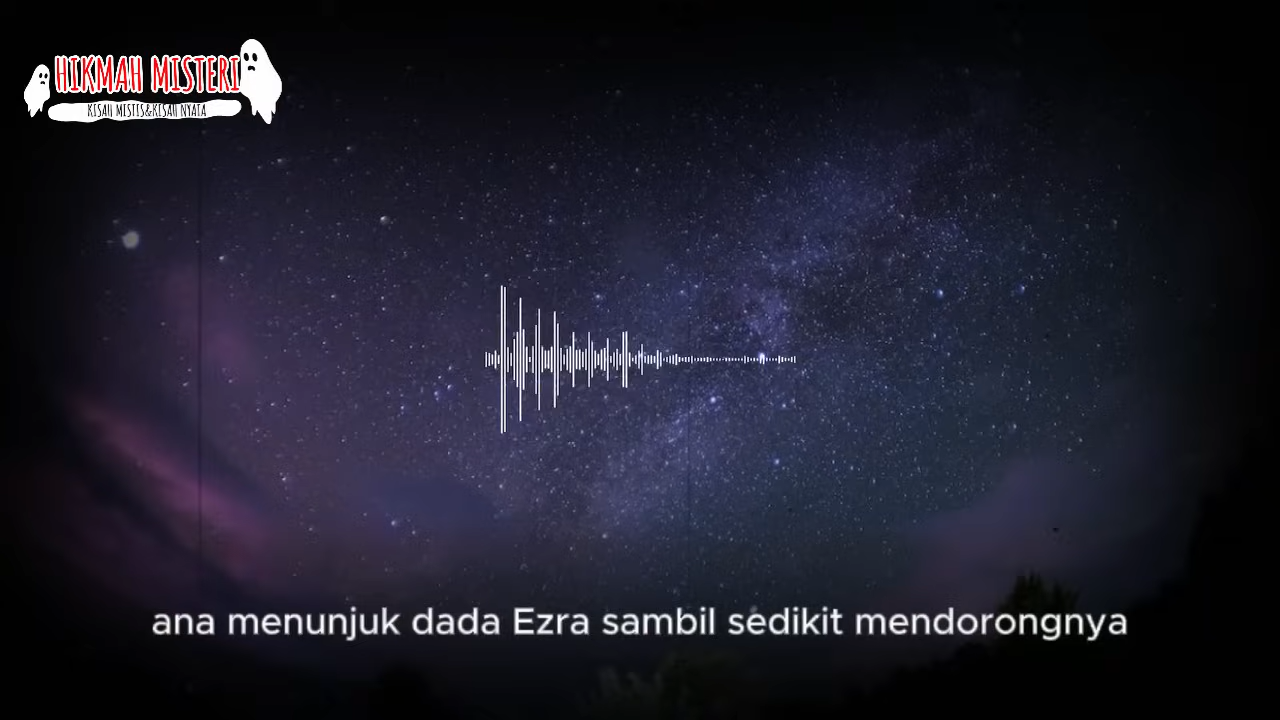 HIKMAH MISTERI
KISAH MISTIS&KISAH NYATA
ana menunjuk dada Ezra sambil sedikit mendorongnya